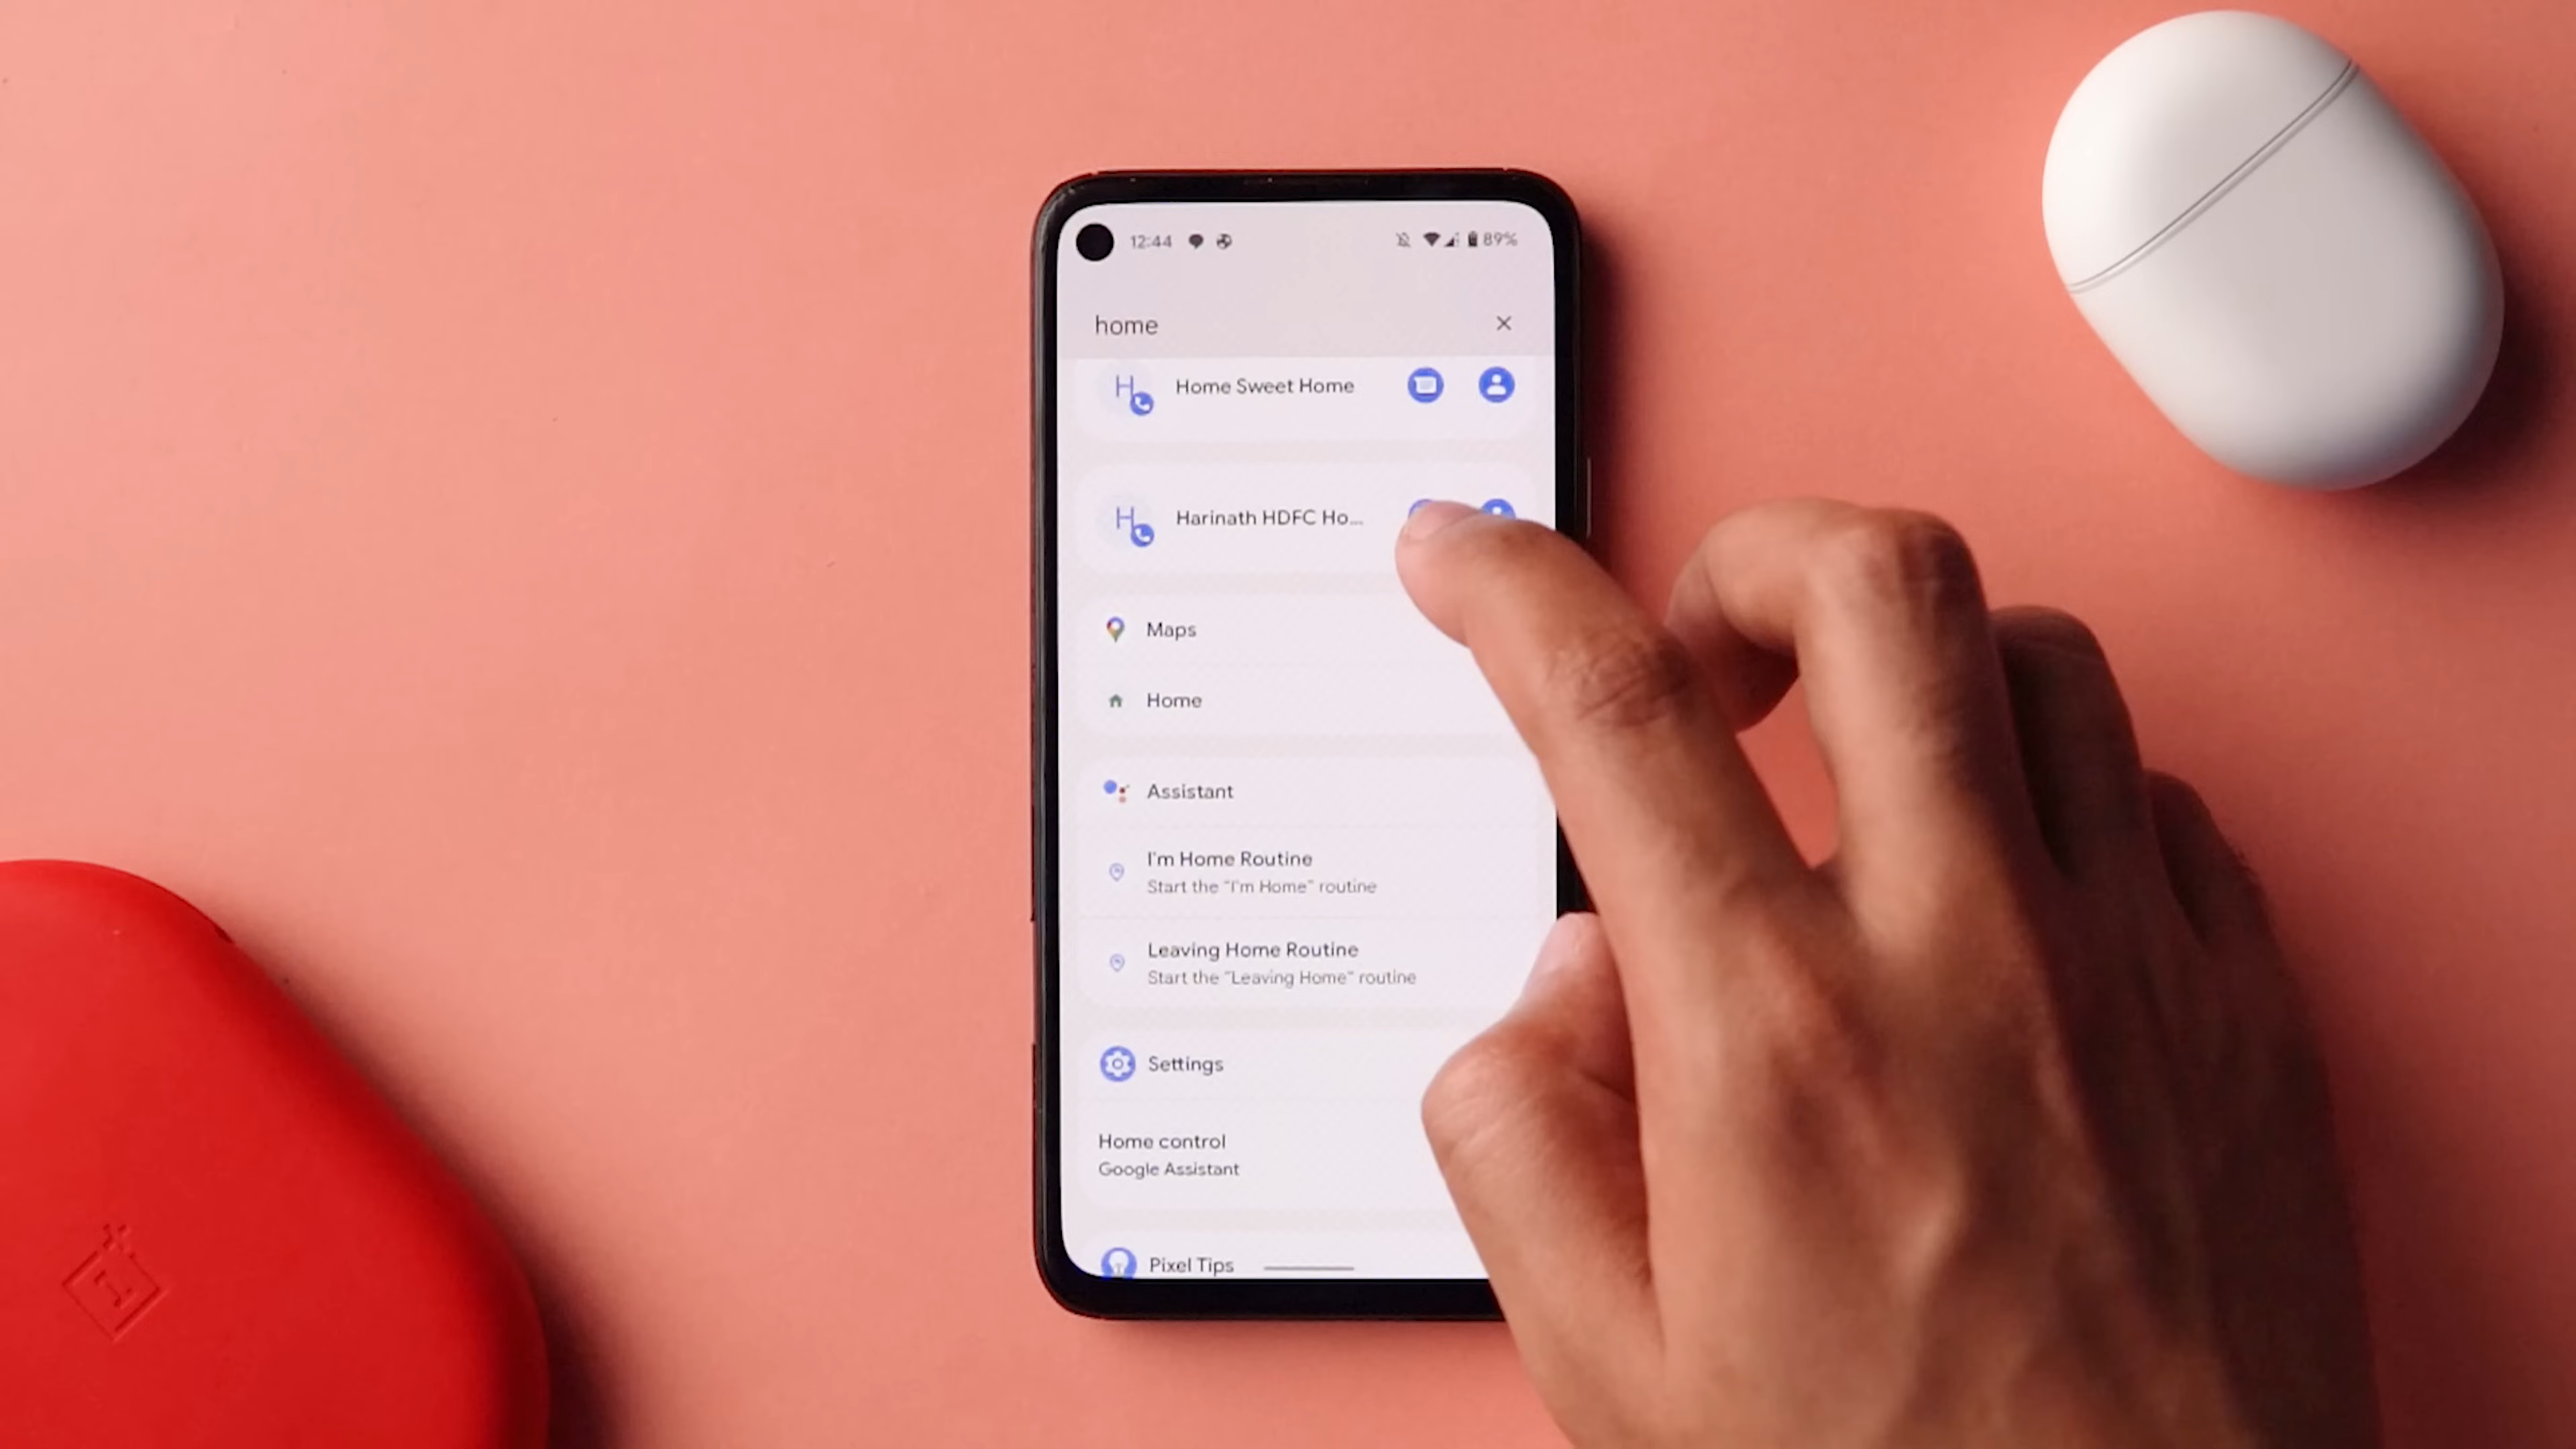 12:44 89%
home
H Home Sweet Home
H Harinath HDFC Ho...
Maps
Home
Assistant
I'm Home Routine
Start the "I'm Home" routine
Leaving Home Routine
Start the "Leaving Home" routine
Settings
Home control
Google Assistant
Pixel Tips
1+